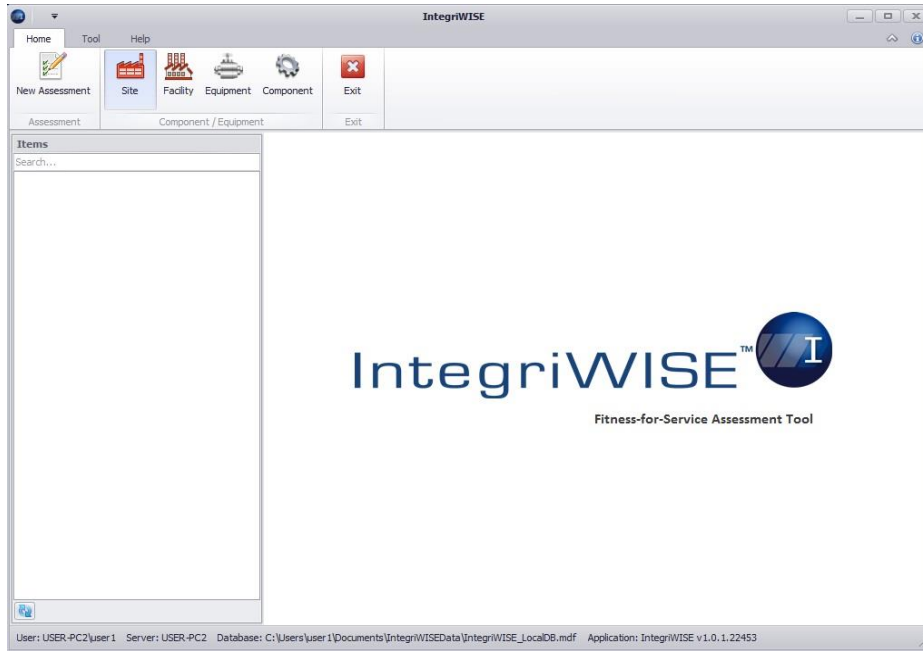 IntegriWISE
Home Tool Help
New Assessment Site Facility Equipment Component Exit
Assessment Component / Equipment Exit
Items
Search...
IntegriWISE™ I
Fitness-for-Service Assessment Tool
User: USER-PC2\user1 Server: USER-PC2 Database: C:\Users\user1\Documents\IntegriWISEData\IntegriWISE_LocalDB.mdf Application: IntegriWISE v1.0.1.22453